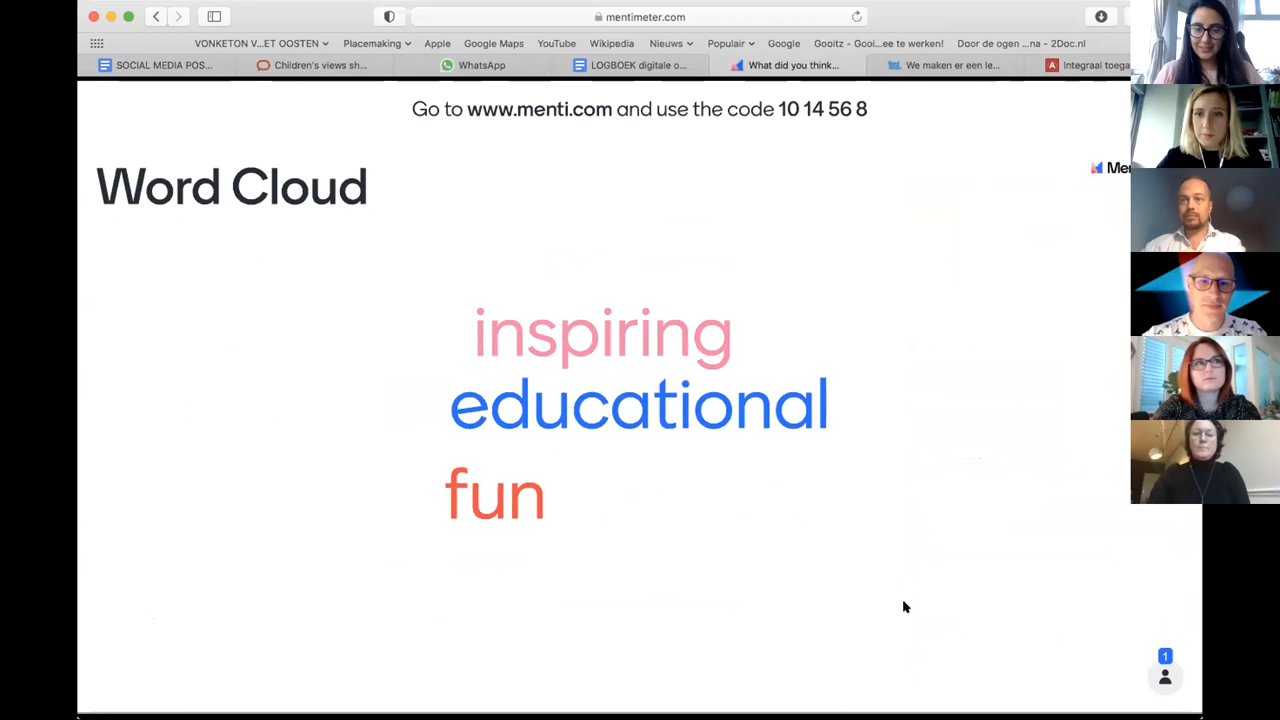 mentimeter.com
VONKETON V...ET OOSTEN Placemaking Apple Google Maps YouTube Wikipedia Nieuws Populair Google Gooitz - Gooi...ee te werken! Door de ogen ...na - 2Doc.nl
SOCIAL MEDIA POS... Children's views sh... WhatsApp LOGBOEK digitale o... What did you think... We maken er een le... Integraal toega
Go to www.menti.com and use the code 10 14 56 8
Word Cloud
Me
inspiring
educational
fun
1